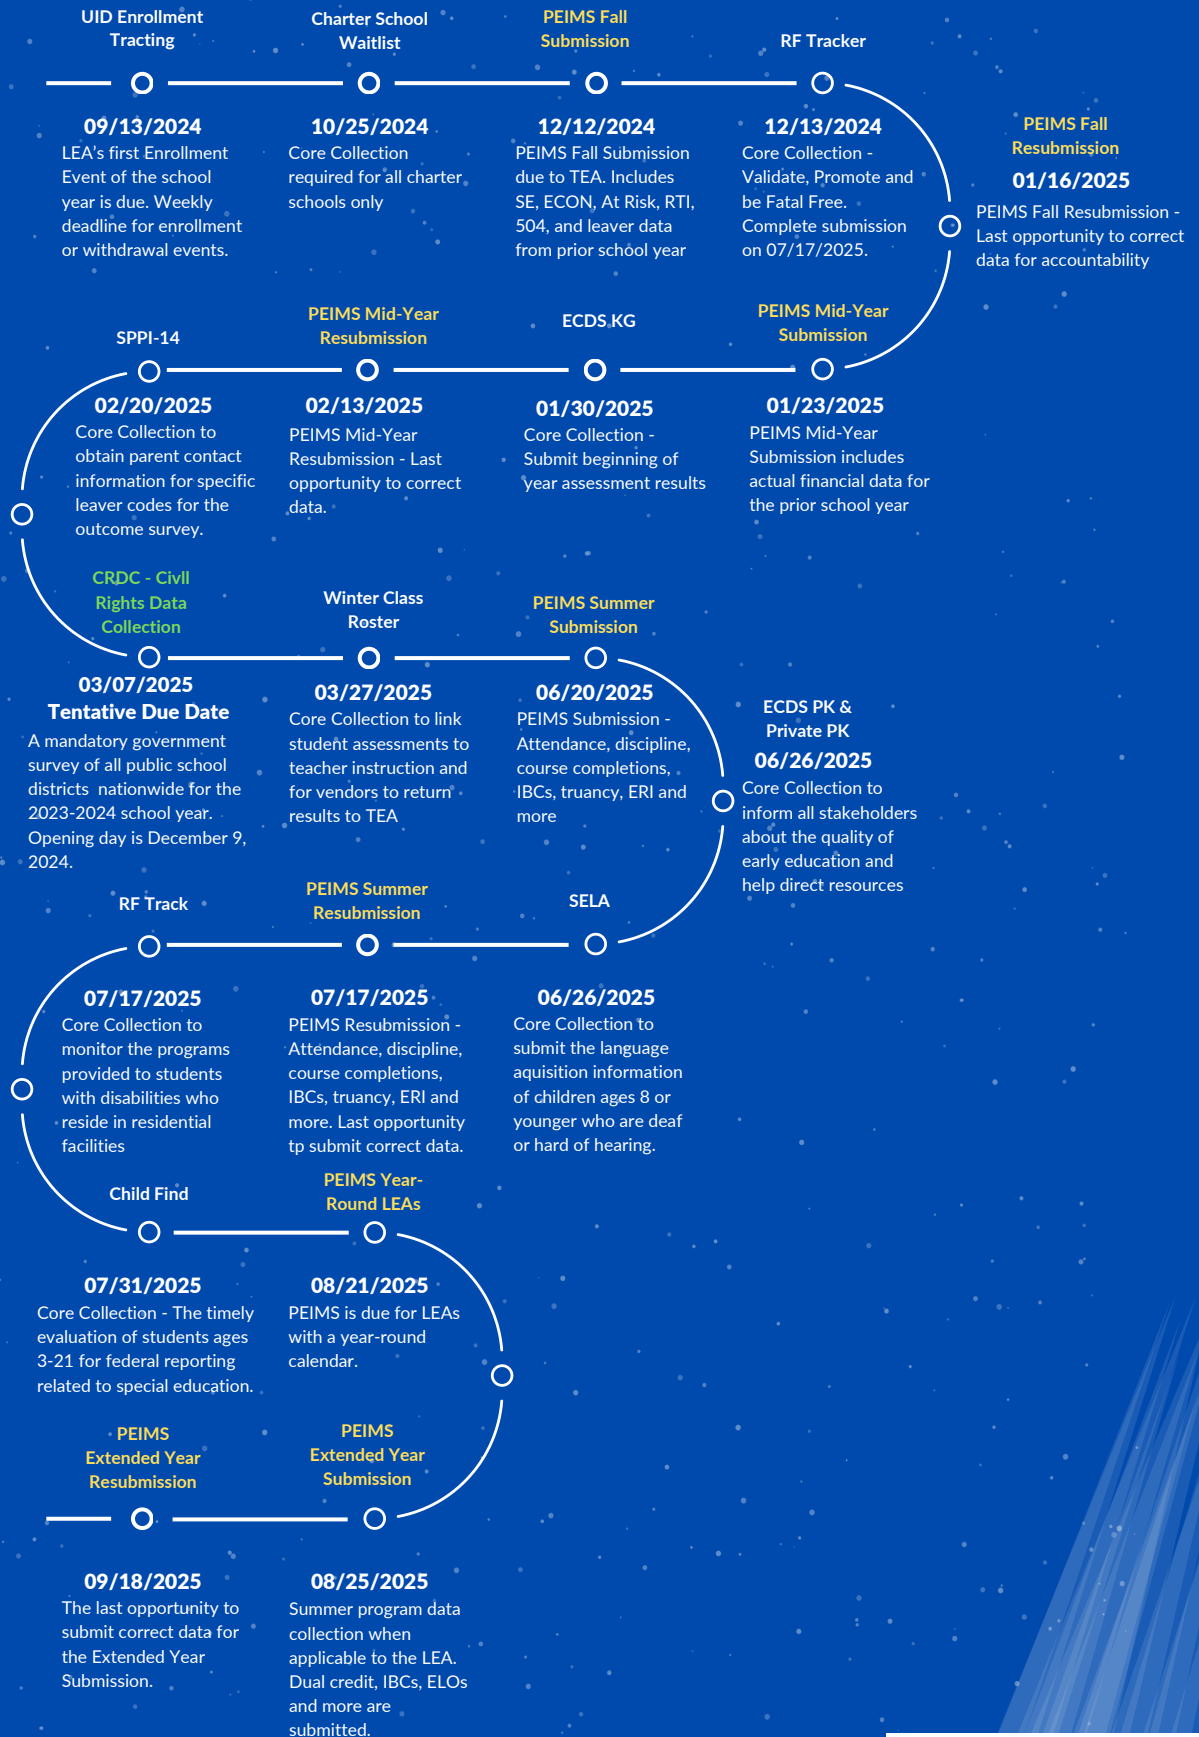 UID Enrollment
Tracting
09/13/2024
LEA's first Enrollment
Event of the school
year is due. Weekly
deadline for enrollment
or withdrawal events.
Charter School
Waitlist
10/25/2024
Core Collection
required for all charter
schools only
PEIMS Fall
Submission
12/12/2024
PEIMS Fall Submission
due to TEA. Includes
SE, ECON, At Risk, RTI,
504, and leaver data
from prior school year
RF Tracker
12/13/2024
Core Collection -
Validate, Promote and
be Fatal Free.
Complete submission
on 07/17/2025.
PEIMS Fall
Resubmission
01/16/2025
PEIMS Fall Resubmission -
Last opportunity to correct
data for accountability
PEIMS Mid-Year
Submission
01/23/2025
PEIMS Mid-Year
Submission includes
actual financial data for
the prior school year
ECDS KG
01/30/2025
Core Collection -
Submit beginning of
year assessment results
PEIMS Mid-Year
Resubmission
02/13/2025
PEIMS Mid-Year
Resubmission - Last
opportunity to correct
data.
SPPI-14
02/20/2025
Core Collection to
obtain parent contact
information for specific
leaver codes for the
outcome survey.
CRDC - Civll
Rights Data
Collection
03/07/2025
Tentative Due Date
A mandatory government
survey of all public school
districts nationwide for the
2023-2024 school year.
Opening day is December 9,
2024.
Winter Class
Roster
03/27/2025
Core Collection to link
student assessments to
teacher instruction and
for vendors to return
results to TEA
PEIMS Summer
Submission
06/20/2025
PEIMS Submission -
Attendance, discipline,
course completions,
IBCs, truancy, ERI and
more
ECDS PK &
Private PK
06/26/2025
Core Collection to
inform all stakeholders
about the quality of
early education and
help direct resources
SELA
06/26/2025
Core Collection to
submit the language
aquisition information
of children ages 8 or
younger who are deaf
or hard of hearing.
PEIMS Summer
Resubmission
07/17/2025
PEIMS Resubmission -
Attendance, discipline,
course completions,
IBCs, truancy, ERI and
more. Last opportunity
tp submit correct data.
RF Track
07/17/2025
Core Collection to
monitor the programs
provided to students
with disabilities who
reside in residential
facilities
Child Find
07/31/2025
Core Collection - The timely
evaluation of students ages
3-21 for federal reporting
related to special education.
PEIMS Year-
Round LEAs
08/21/2025
PEIMS is due for LEAs
with a year-round
calendar.
PEIMS
Extended Year
Submission
08/25/2025
Summer program data
collection when
applicable to the LEA.
Dual credit, IBCs, ELOs
and more are
submitted.
PEIMS
Extended Year
Resubmission
09/18/2025
The last opportunity to
submit correct data for
the Extended Year
Submission.